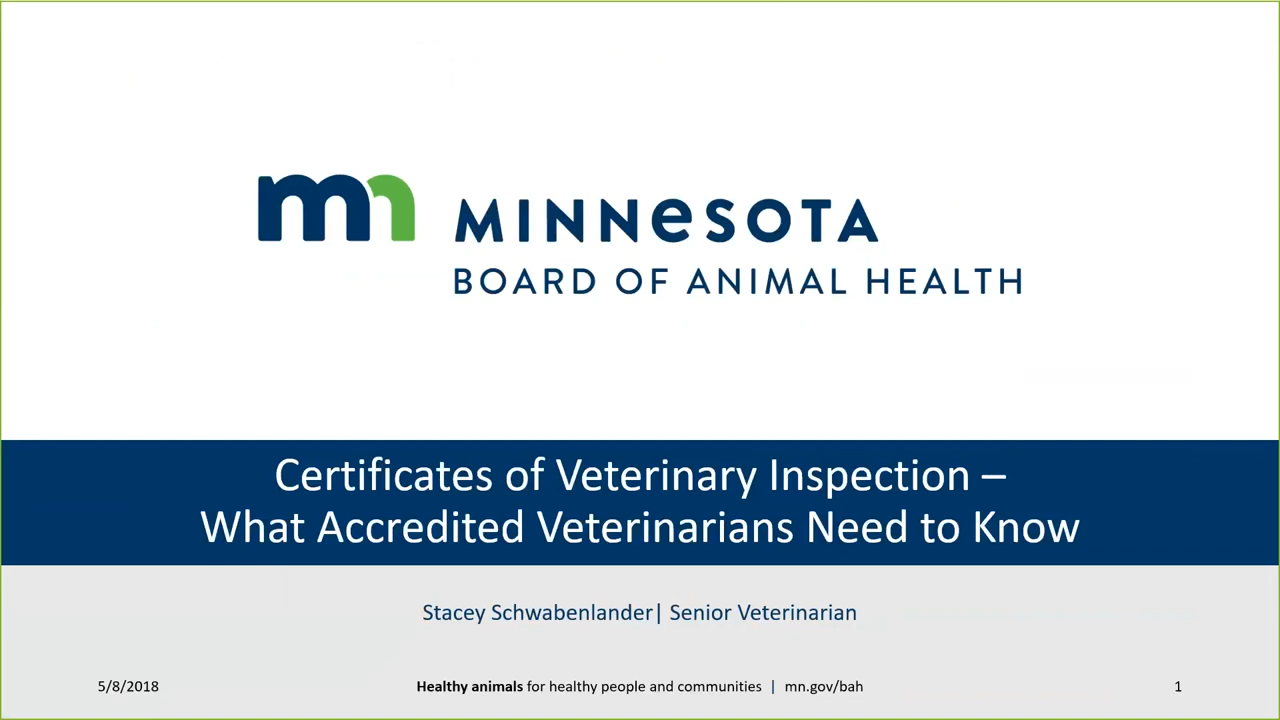 mn MINNESOTA
BOARD OF ANIMAL HEALTH
Certificates of Veterinary Inspection –
What Accredited Veterinarians Need to Know
Stacey Schwabenlander| Senior Veterinarian
5/8/2018 Healthy animals for healthy people and communities | mn.gov/bah 1